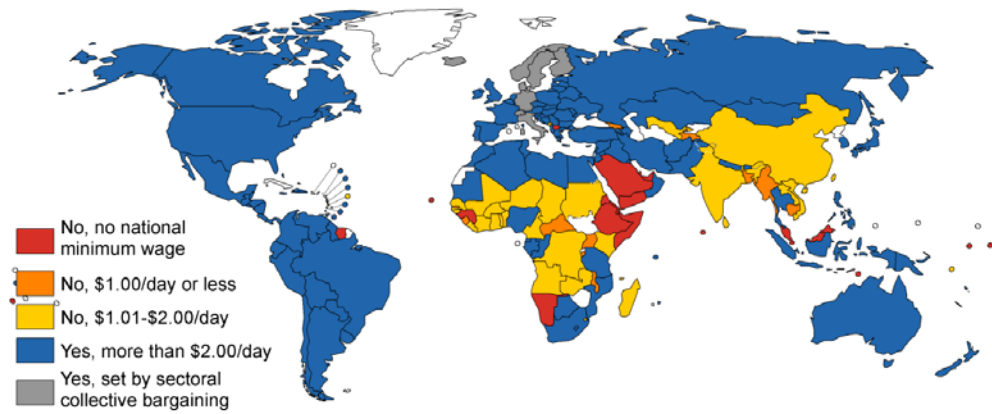 No, no national
minimum wage
No, $1.00/day or less
No, $1.01-$2.00/day
Yes, more than $2.00/day
Yes, set by sectoral
collective bargaining